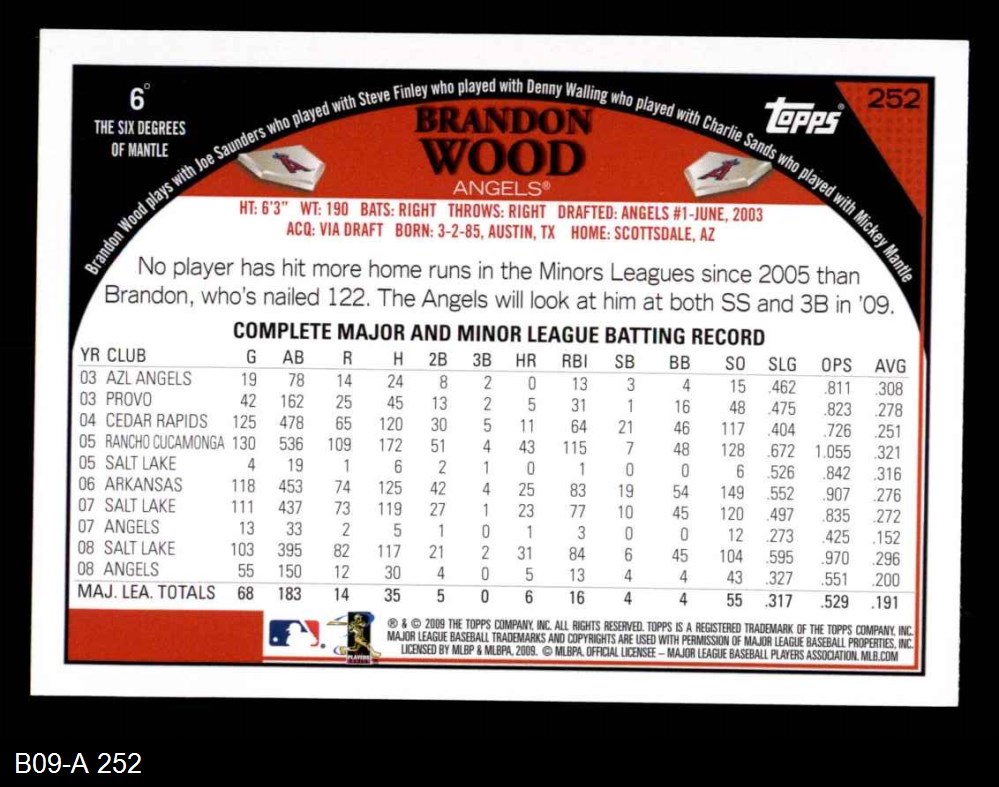 6°
THE SIX DEGREES
OF MANTLE
Brandon Wood plays with Joe Saunders who played with Steve Finley who played with Denny Walling who played with Charlie Sands who played with Mickey Mantle
Topps®
252
BRANDON
WOOD
ANGELS®
HT: 6'3" WT: 190 BATS: RIGHT THROWS: RIGHT DRAFTED: ANGELS #1-JUNE, 2003
ACQ: VIA DRAFT BORN: 3-2-85, AUSTIN, TX HOME: SCOTTSDALE, AZ
No player has hit more home runs in the Minors Leagues since 2005 than
Brandon, who's nailed 122. The Angels will look at him at both SS and 3B in '09.
COMPLETE MAJOR AND MINOR LEAGUE BATTING RECORD
YR CLUB G AB R H 2B 3B HR RBI SB BB SO SLG OPS AVG
03 AZL ANGELS 19 78 14 24 8 2 0 13 3 4 15 .462 .811 .308
03 PROVO 42 162 25 45 13 2 5 31 1 16 48 .475 .823 .278
04 CEDAR RAPIDS 125 478 65 120 30 5 11 64 21 46 117 .404 .726 .251
05 RANCHO CUCAMONGA 130 536 109 172 51 4 43 115 7 48 128 .672 1.055 .321
05 SALT LAKE 4 19 1 6 2 1 0 1 0 0 6 .526 .842 .316
06 ARKANSAS 118 453 74 125 42 4 25 83 19 54 149 .552 .907 .276
07 SALT LAKE 111 437 73 119 27 1 23 77 10 45 120 .497 .835 .272
07 ANGELS 13 33 2 5 1 0 1 3 0 0 12 .273 .425 .152
08 SALT LAKE 103 395 82 117 21 2 31 84 6 45 104 .595 .970 .296
08 ANGELS 55 150 12 30 4 0 5 13 4 4 43 .327 .551 .200
MAJ. LEA. TOTALS 68 183 14 35 5 0 6 16 4 4 55 .317 .529 .191
® & © 2009 THE TOPPS COMPANY, INC. ALL RIGHTS RESERVED. TOPPS IS A REGISTERED TRADEMARK OF THE TOPPS COMPANY, INC.
MAJOR LEAGUE BASEBALL TRADEMARKS AND COPYRIGHTS ARE USED WITH PERMISSION OF MAJOR LEAGUE BASEBALL PROPERTIES, INC.
LICENSED BY MLBP & MLBPA, 2009. © MLBPA. OFFICIAL LICENSEE – MAJOR LEAGUE BASEBALL PLAYERS ASSOCIATION. MLB.COM
B09-A 252